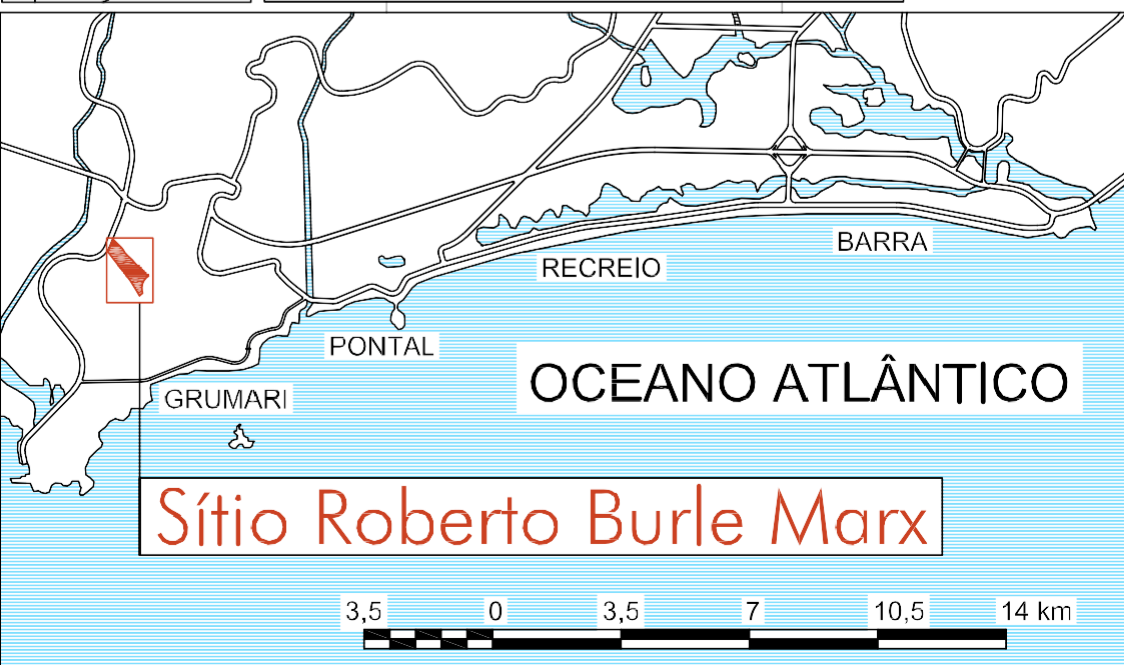 BARRA
RECREIO
PONTAL
OCEANO ATLÂNTICO
GRUMARI
Sítio Roberto Burle Marx
3,5 0 3,5 7 10,5 14 km